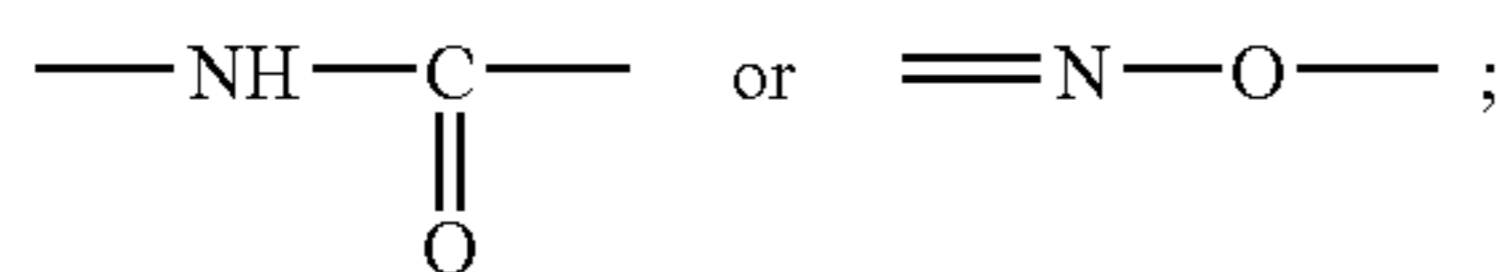 —NH—C— or =N—O— ;
O